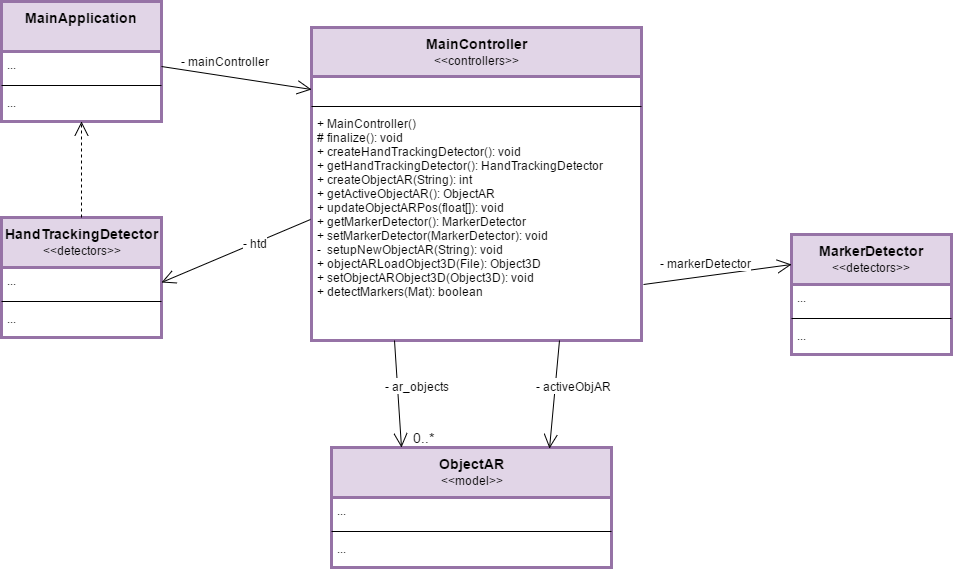 MainApplication
...
...
- mainController
MainController
<<controllers>>
+ MainController()
# finalize(): void
+ createHandTrackingDetector(): void
+ getHandTrackingDetector(): HandTrackingDetector
+ createObjectAR(String): int
+ getActiveObjectAR(): ObjectAR
+ updateObjectARPos(float[]): void
+ getMarkerDetector(): MarkerDetector
+ setMarkerDetector(MarkerDetector): void
- setupNewObjectAR(String): void
+ objectARLoadObject3D(File): Object3D
+ setObjectARObject3D(Object3D): void
+ detectMarkers(Mat): boolean
HandTrackingDetector
<<detectors>>
...
...
- htd
- markerDetector
MarkerDetector
<<detectors>>
...
...
- ar_objects
- activeObjAR
0..*
ObjectAR
<<model>>
...
...